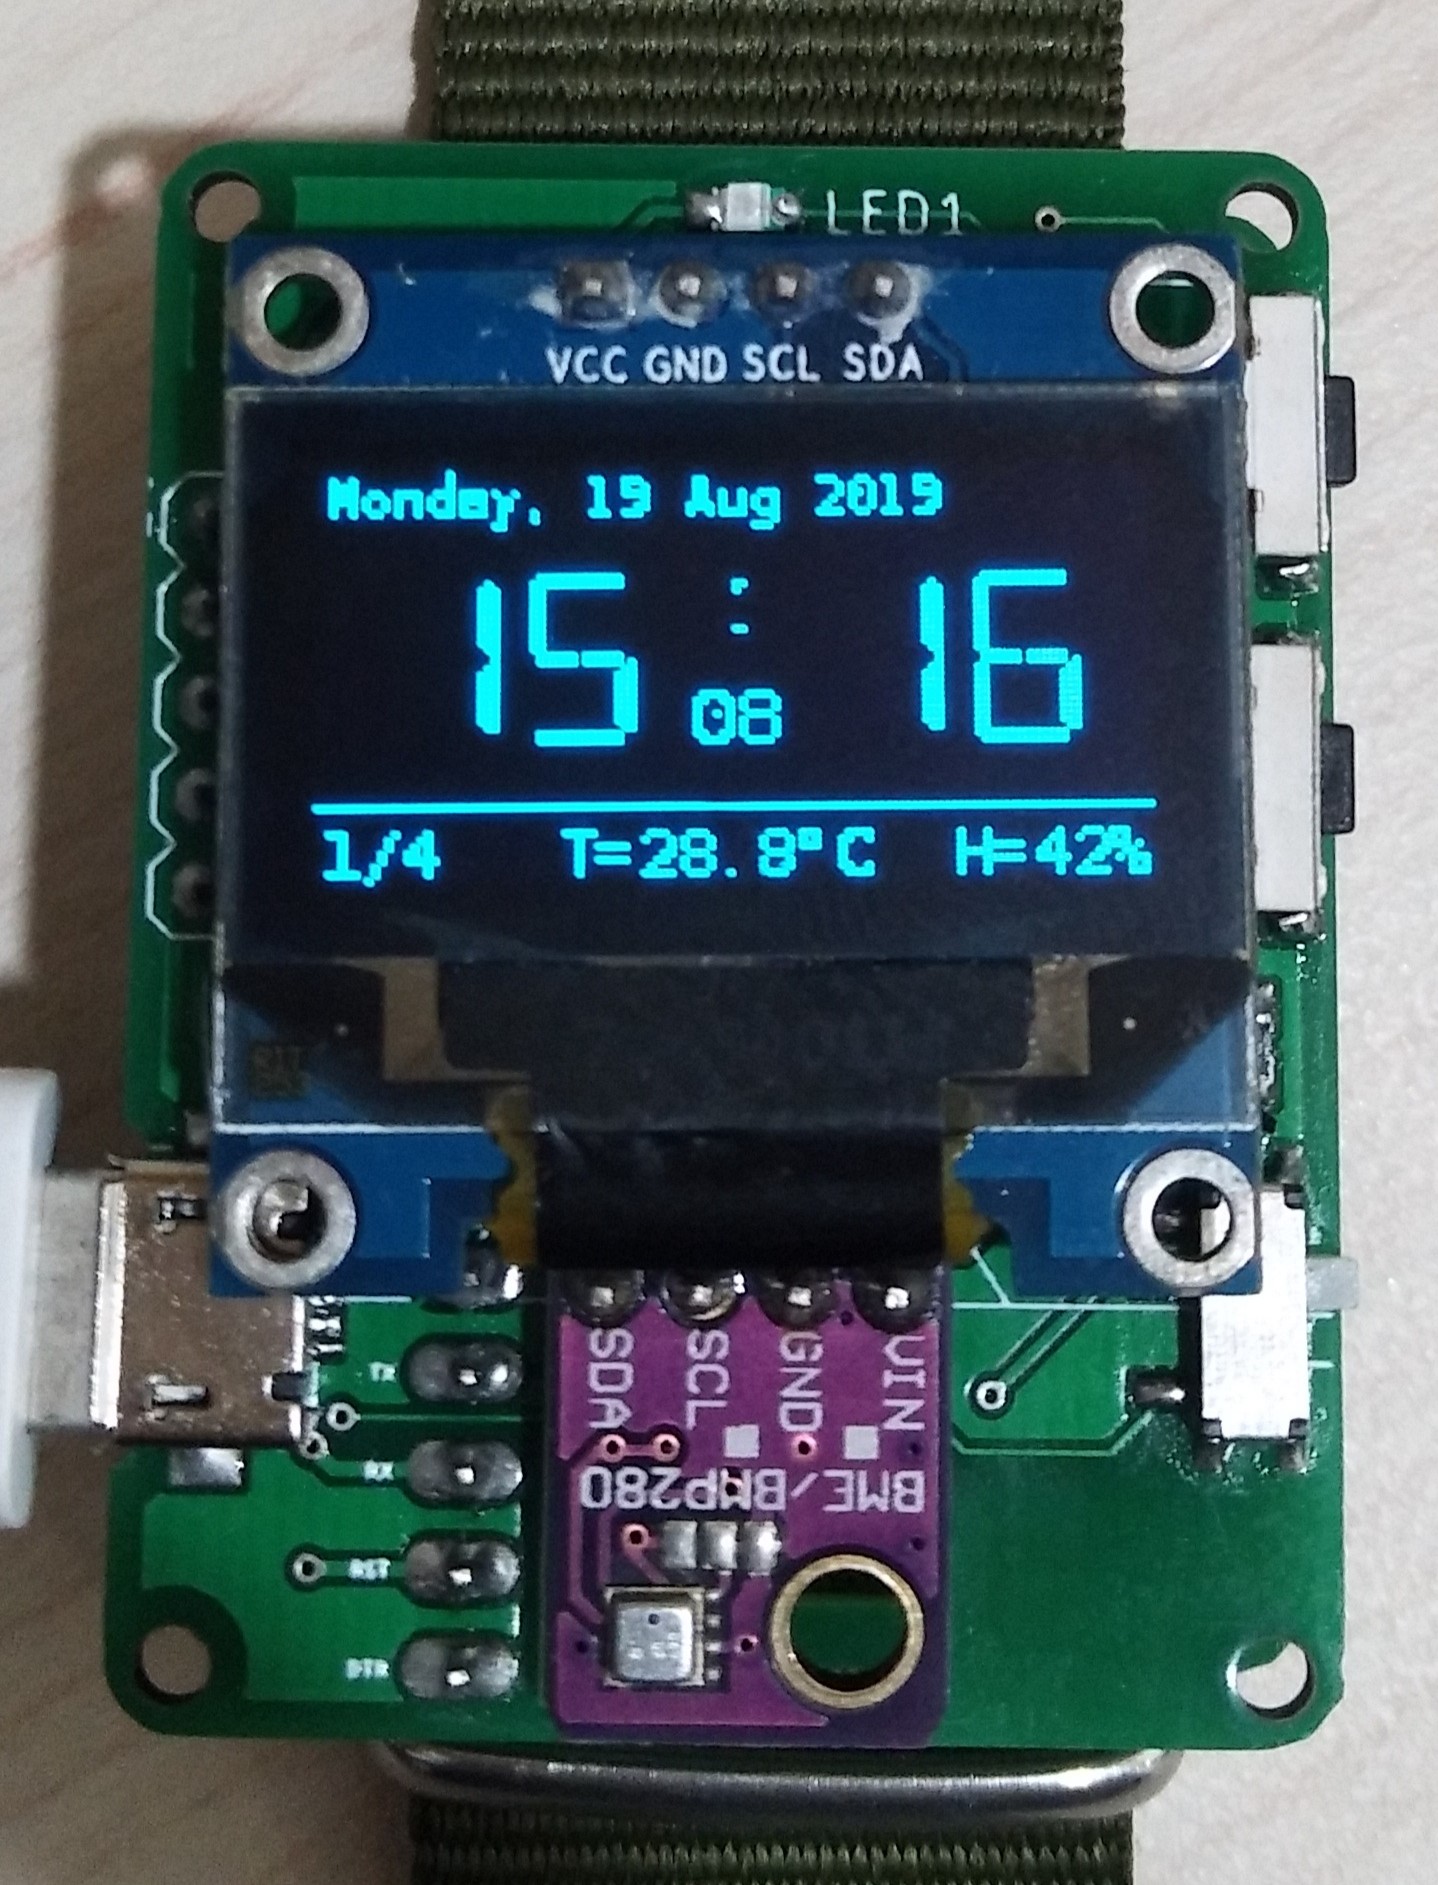 LED1
VCC GND SCL SDA
Monday, 19 Aug 2019
15:16
08
1/4 T=28.8°C H=42%
SDA SCL GND VIN
TX
RX
BME/BMP280
RST
DTR